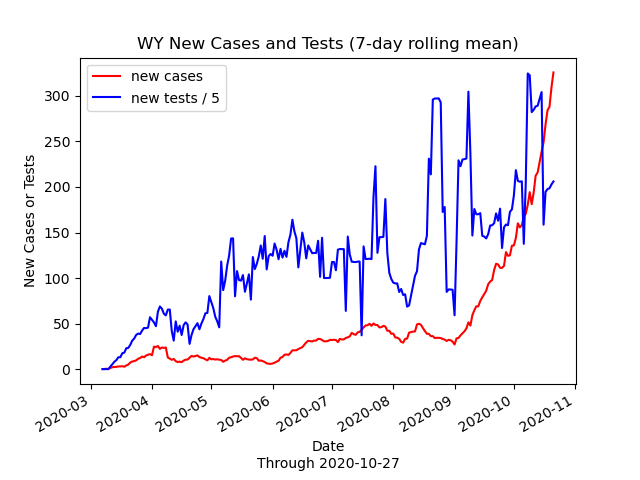 WY New Cases and Tests (7-day rolling mean)
new cases
new tests / 5
New Cases or Tests
300
250
200
150
100
50
0
2020-03
2020-04
2020-05
2020-06
2020-07
2020-08
2020-09
2020-10
2020-11
Date
Through 2020-10-27